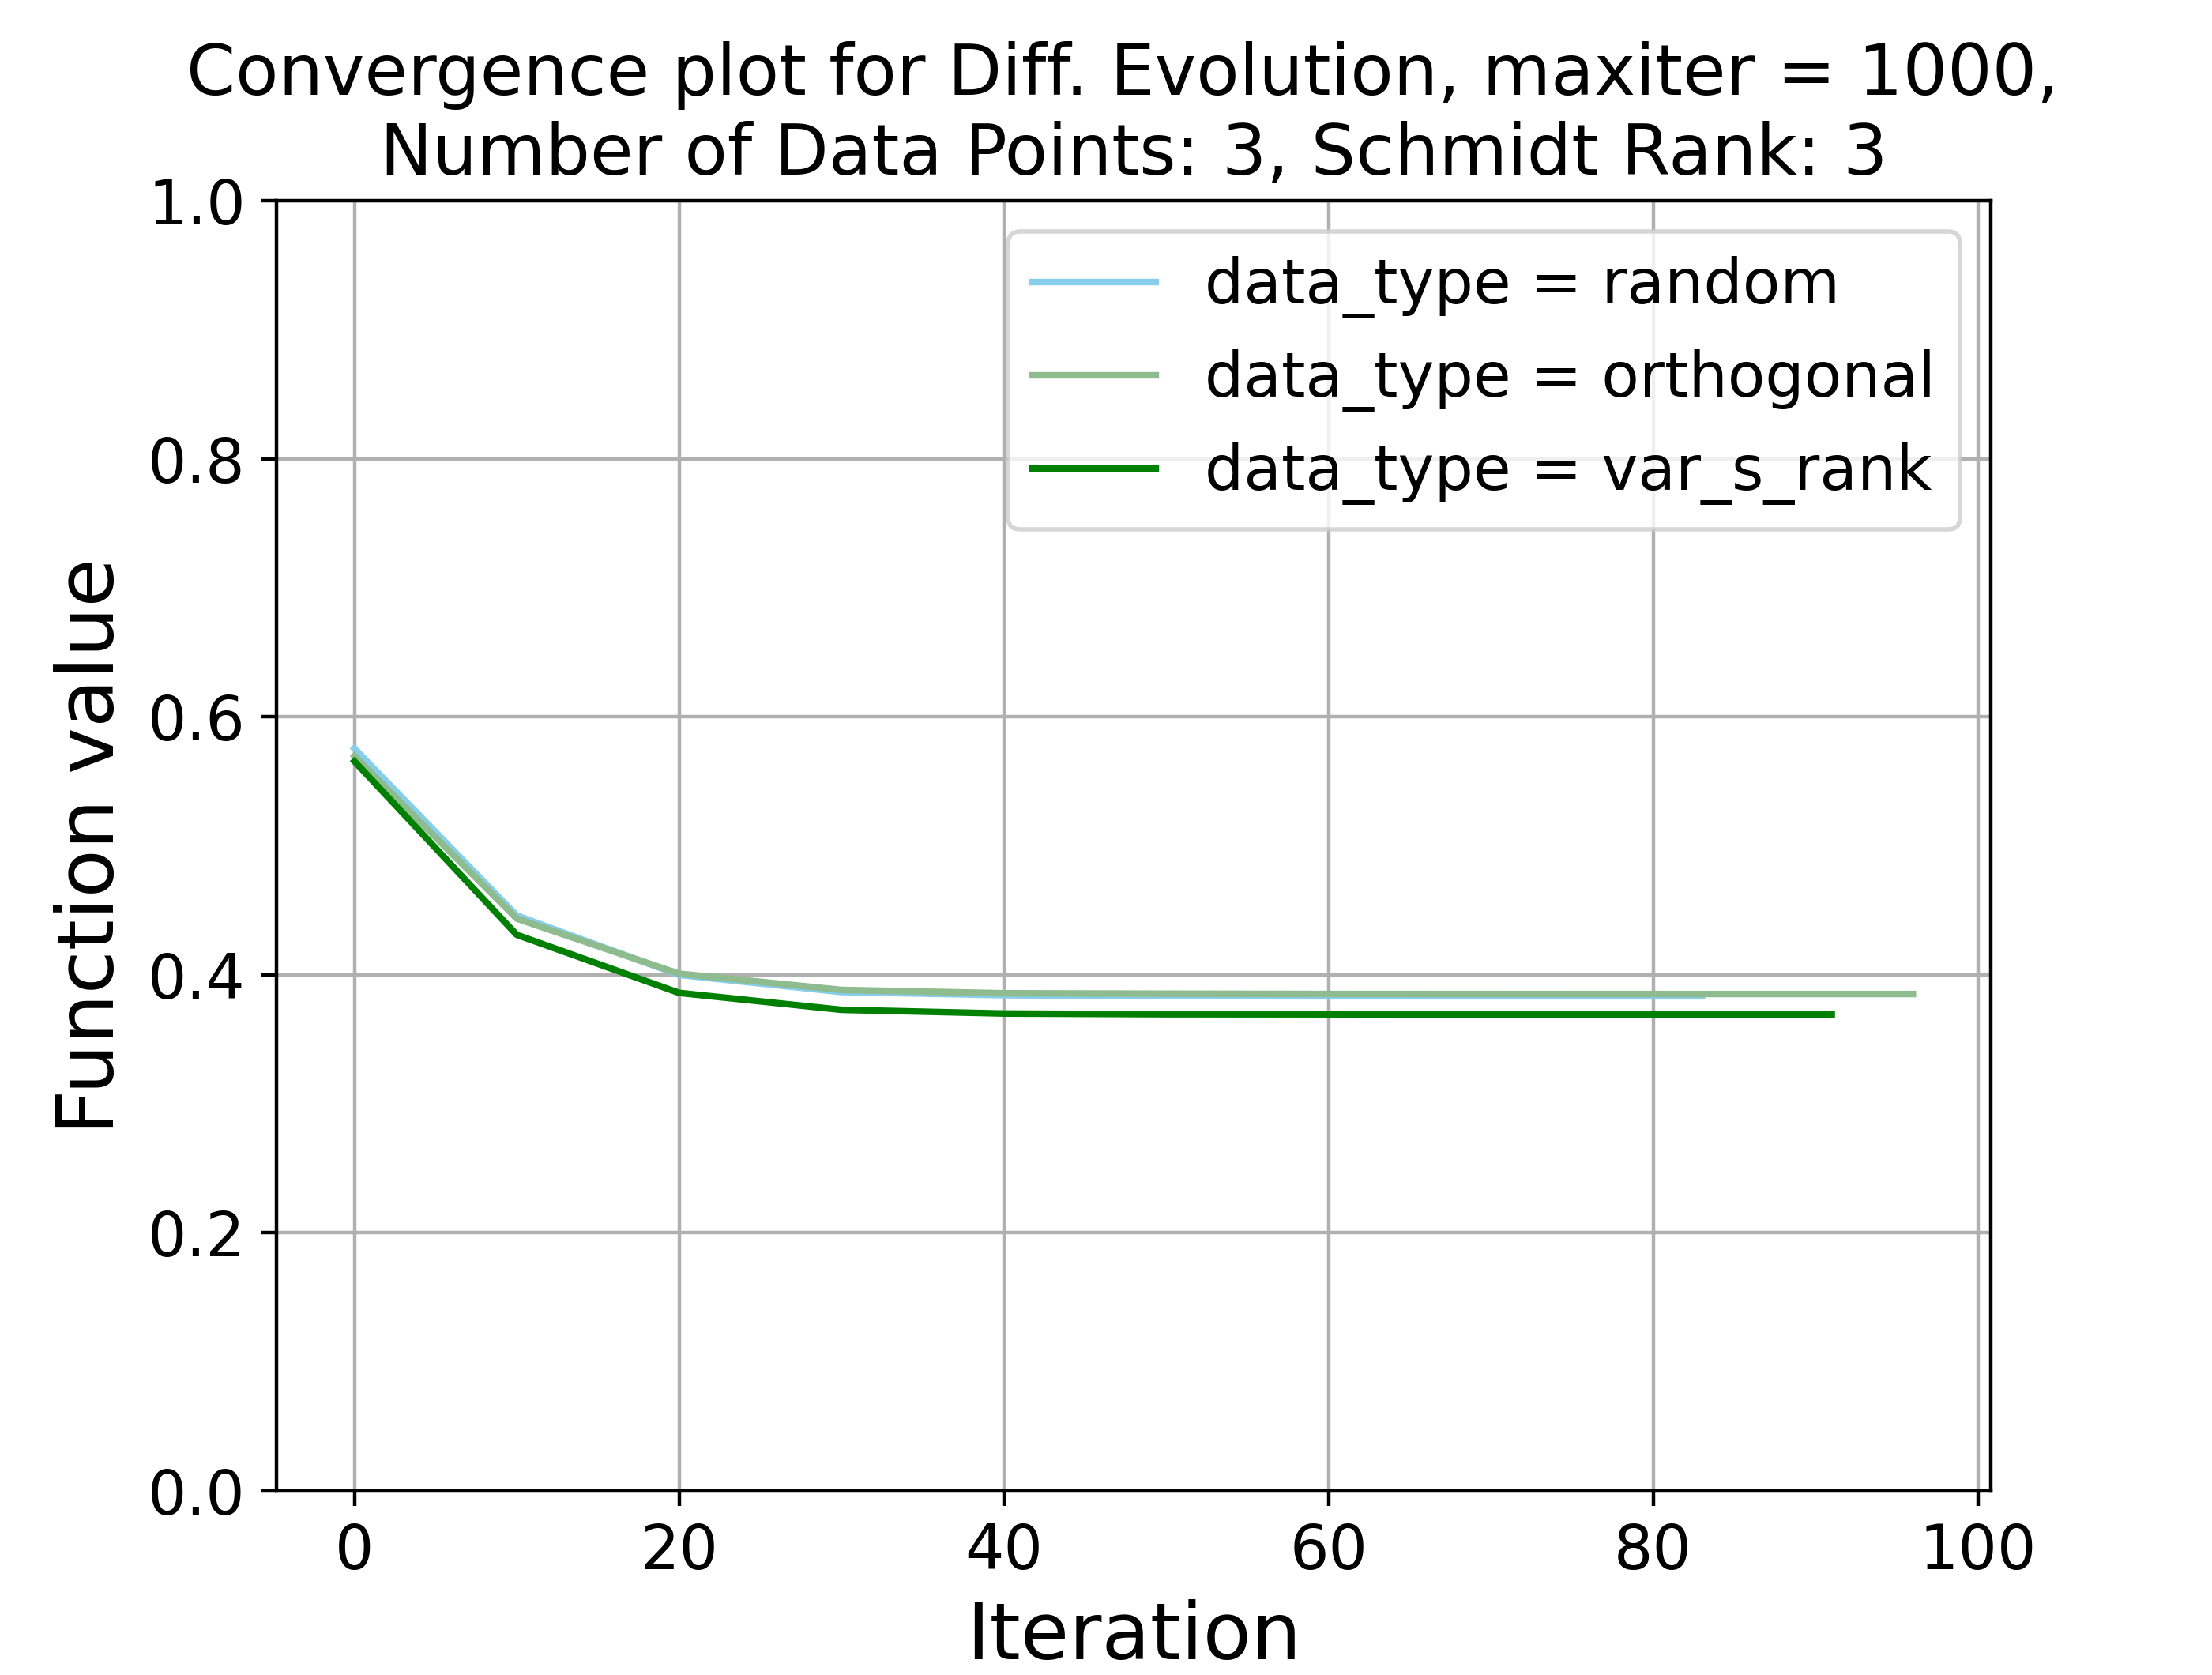 Convergence plot for Diff. Evolution, maxiter = 1000,
Number of Data Points: 3, Schmidt Rank: 3
1.0
0.8
0.6
0.4
0.2
0.0
Function value
data_type = random
data_type = orthogonal
data_type = var_s_rank
0 20 40 60 80 100
Iteration